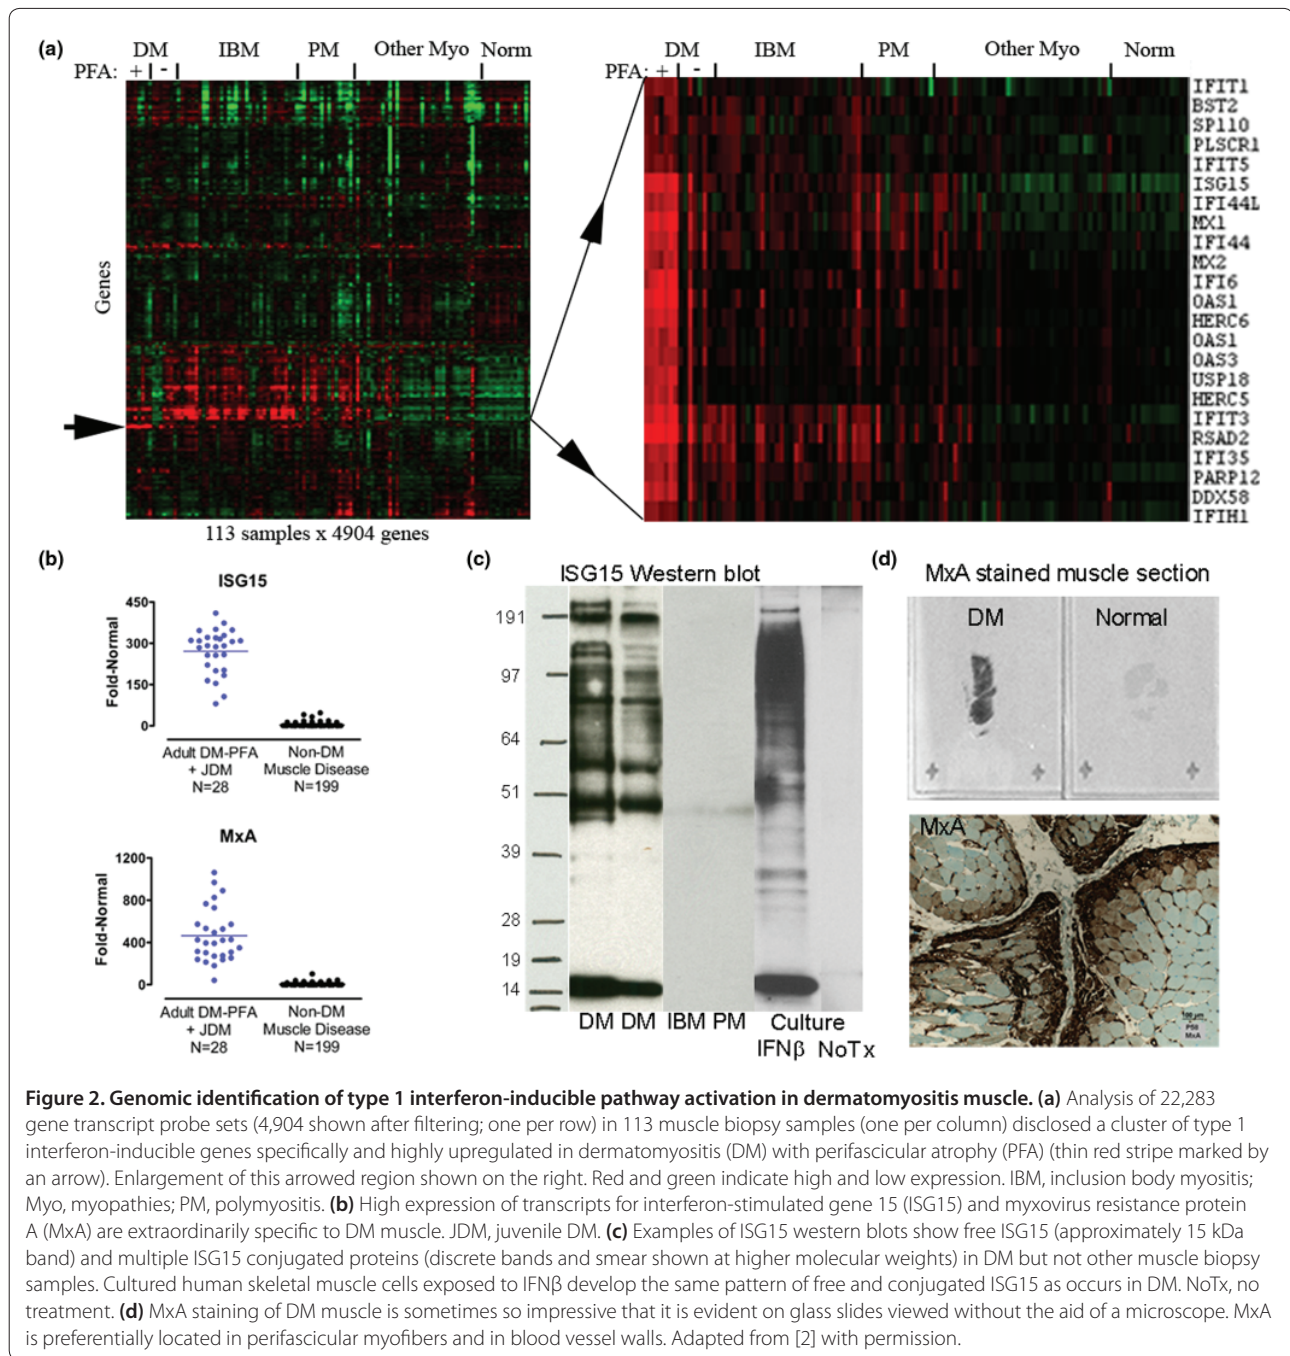 (a)
DM IBM PM Other Myo Norm
PFA: + -
Genes
113 samples x 4904 genes
DM IBM PM Other Myo Norm
PFA: + -
IFIT1
BST2
SP110
PLSCR1
IFIT5
ISG15
IFI44L
MX1
IFI44
MX2
IFI6
OAS1
HERC6
OAS1
OAS3
USP18
HERC5
IFIT3
RSAD2
IFI35
PARP12
DDX58
IFIH1
(b)
ISG15
Fold-Normal
450
300
150
0
Adult DM-PFA
+ JDM
N=28
Non-DM
Muscle Disease
N=199
MxA
Fold-Normal
1200
800
400
0
Adult DM-PFA
+ JDM
N=28
Non-DM
Muscle Disease
N=199
(c)
ISG15 Western blot
191
97
64
51
39
28
19
14
DM DM IBM PM Culture
IFNβ NoTx
(d)
MxA stained muscle section
DM Normal
MxA
100 µm
P58
MxA
Figure 2. Genomic identification of type 1 interferon-inducible pathway activation in dermatomyositis muscle. (a) Analysis of 22,283
gene transcript probe sets (4,904 shown after filtering; one per row) in 113 muscle biopsy samples (one per column) disclosed a cluster of type 1
interferon-inducible genes specifically and highly upregulated in dermatomyositis (DM) with perifascicular atrophy (PFA) (thin red stripe marked by
an arrow). Enlargement of this arrowed region shown on the right. Red and green indicate high and low expression. IBM, inclusion body myositis;
Myo, myopathies; PM, polymyositis. (b) High expression of transcripts for interferon-stimulated gene 15 (ISG15) and myxovirus resistance protein
A (MxA) are extraordinarily specific to DM muscle. JDM, juvenile DM. (c) Examples of ISG15 western blots show free ISG15 (approximately 15 kDa
band) and multiple ISG15 conjugated proteins (discrete bands and smear shown at higher molecular weights) in DM but not other muscle biopsy
samples. Cultured human skeletal muscle cells exposed to IFNβ develop the same pattern of free and conjugated ISG15 as occurs in DM. NoTx, no
treatment. (d) MxA staining of DM muscle is sometimes so impressive that it is evident on glass slides viewed without the aid of a microscope. MxA
is preferentially located in perifascicular myofibers and in blood vessel walls. Adapted from [2] with permission.